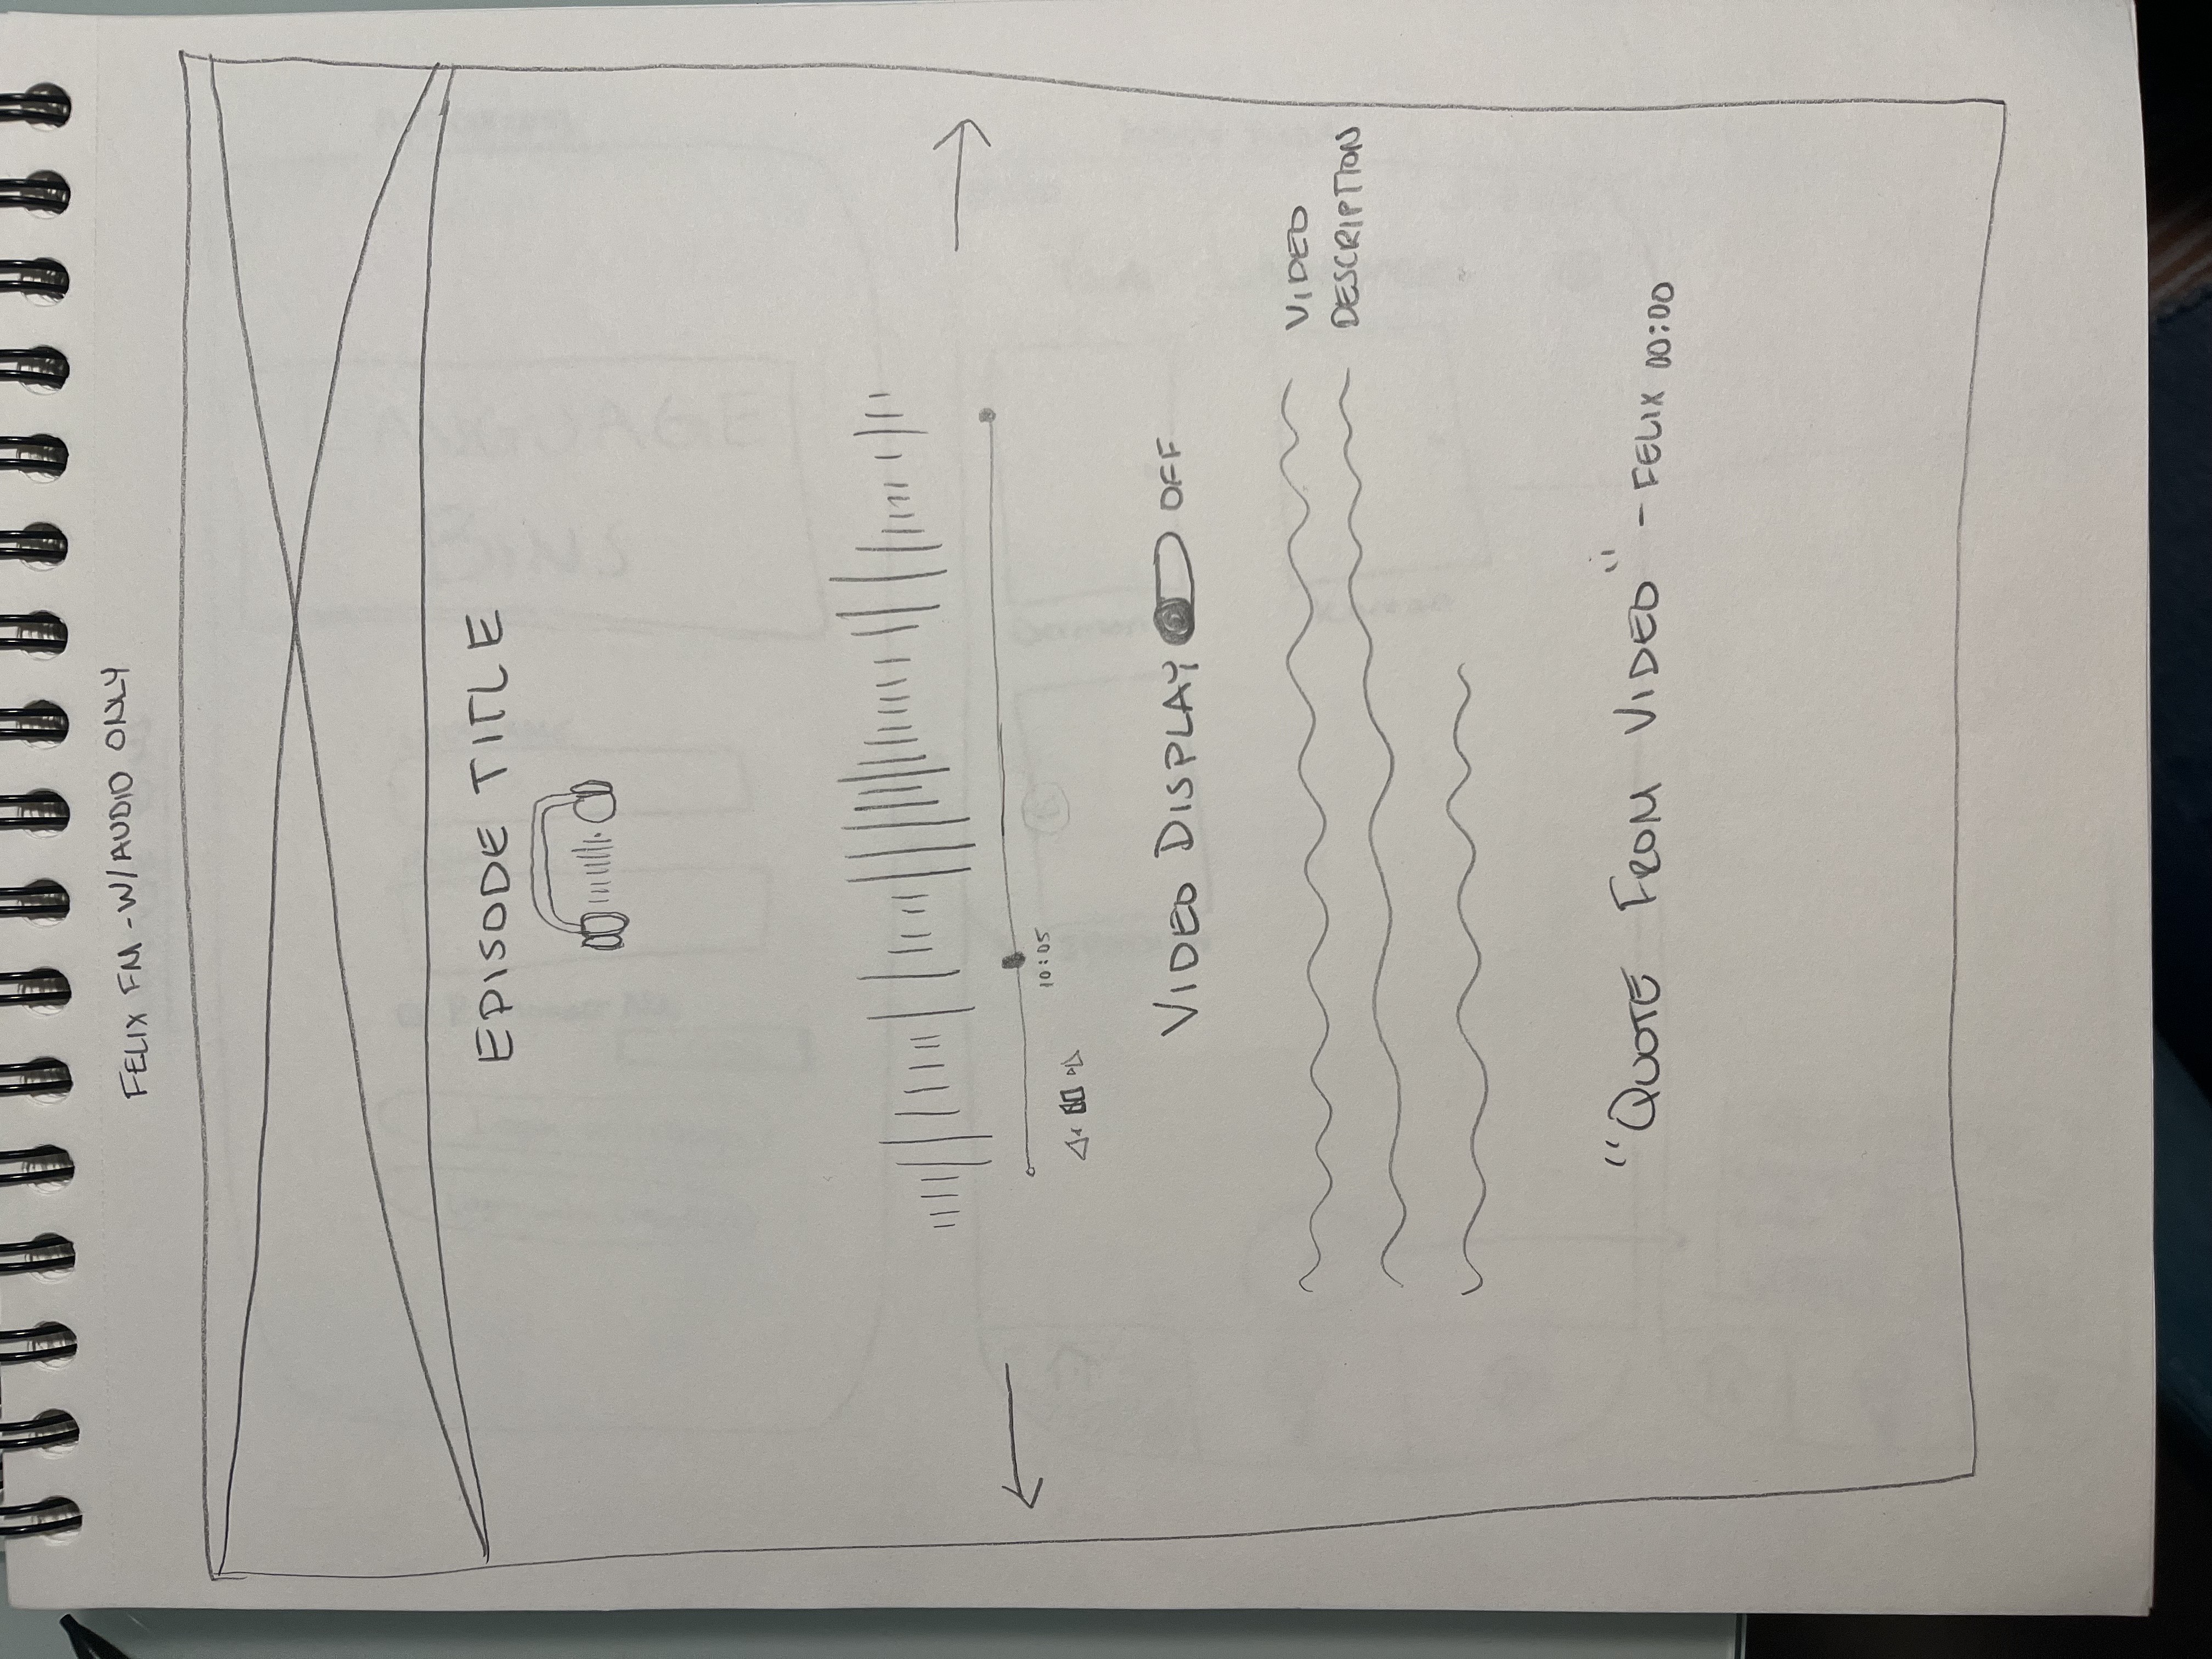 FELIX FM - W/AUDIO ONLY
EPISODE TITLE
10:05
VIDEO DISPLAY OFF
VIDEO
DESCRIPTION
"QUOTE FROM VIDEO" - FELIX 00:00